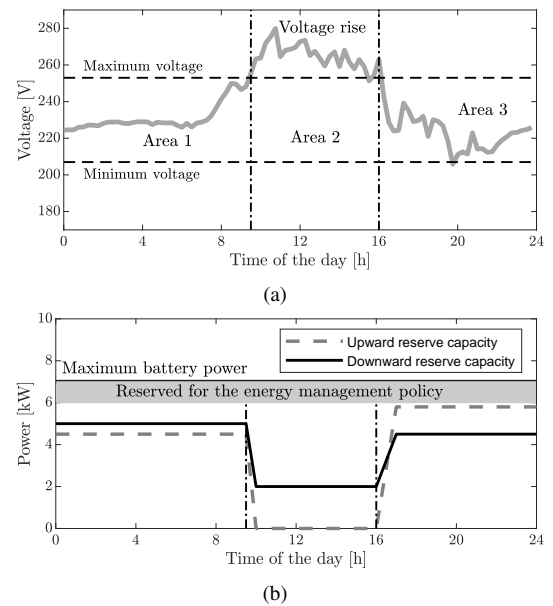 280
260
240
220
200
180
Voltage [V]
Voltage rise
Maximum voltage
Area 1
Area 2
Area 3
Minimum voltage
0 4 8 12 16 20 24
Time of the day [h]
(a)
10
8
6
4
2
0
Power [kW]
Upward reserve capacity
Downward reserve capacity
Maximum battery power
Reserved for the energy management policy
0 4 8 12 16 20 24
Time of the day [h]
(b)